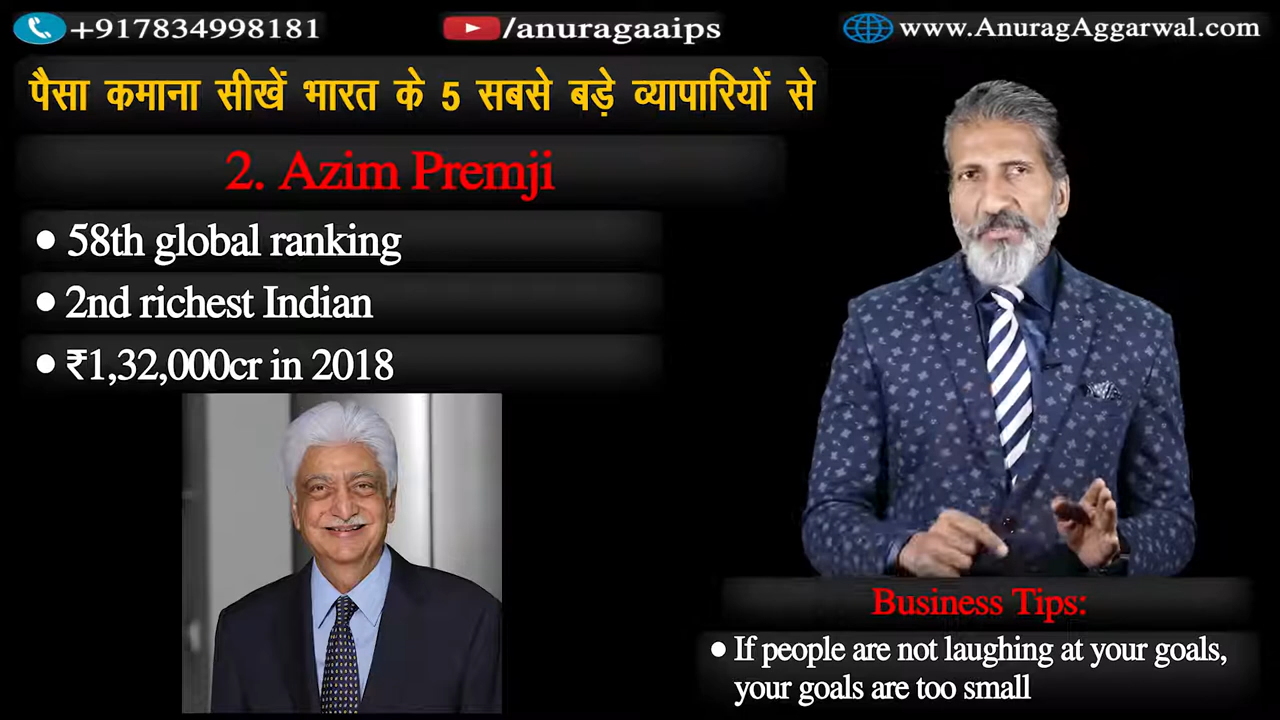 +917834998181
/anuragaaips
www.AnuragAggarwal.com
पैसा कमाना सीखें भारत के 5 सबसे बड़े व्यापारियों से
2. Azim Premji
• 58th global ranking
• 2nd richest Indian
• ₹1,32,000cr in 2018
Business Tips:
• If people are not laughing at your goals,
your goals are too small